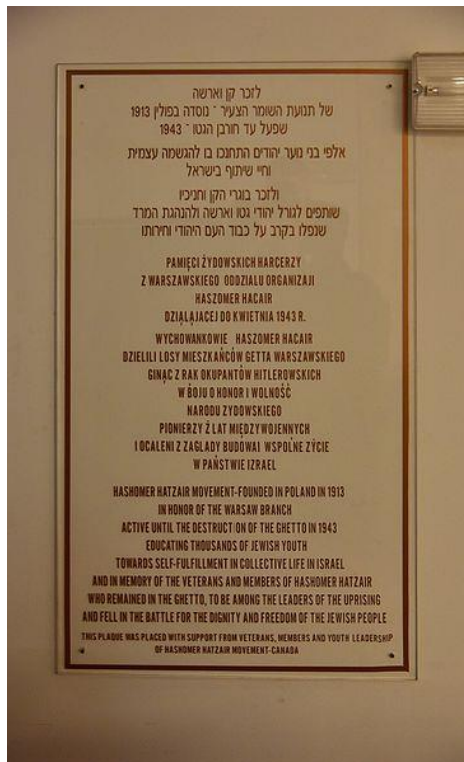 לזכר קן וארשה
של תנועת השומר הצעיר - נוסדה בפולין 1913
שפעל עד חורבן הגטו - 1943
אלפי בני נוער יהודים התחנכו בו להגשמה עצמית
וחיי שיתוף בישראל
ולזכר בוגרי הקן וחניכיו
שותפים לגורל יהודי גטו וארשה ולהנהגת המרד
שנפלו בקרב על כבוד העם היהודי וחירותו
PAMIĘCI ŻYDOWSKICH HARCERZY
Z WARSZAWSKIEGO ODDZIALU ORGANIZAJI
HASZOMER HACAIR
DZIĄŁAJACEJ DO KWIETNIA 1943 R.
WYCHOWANKOWIE HASZOMER HACAIR
DZIELILI LOSY MIESZKAŃCÓW GETTA WARSZAWSKIEGO
GINĄC Z RAK OKUPANTÓW HITLEROWSKICH
W BOJU O HONOR I WOLNOŚĆ
NARODU ZYDOWSKIEGO
PIONIERZY Z LAT MIĘDZYWOJENNYCH
I OCALENI Z ZAGLADY BUDOWAI WSPOLNE ZYCIE
W PAŃSTWIE IZRAEL
HASHOMER HATZAIR MOVEMENT-FOUNDED IN POLAND IN 1913
IN HONOR OF THE WARSAW BRANCH
ACTIVE UNTIL THE DESTRUCTION OF THE GHETTO IN 1943
EDUCATING THOUSANDS OF JEWISH YOUTH
TOWARDS SELF-FULFILLMENT IN COLLECTIVE LIFE IN ISRAEL
AND IN MEMORY OF THE VETERANS AND MEMBERS OF HASHOMER HATZAIR
WHO REMAINED IN THE GHETTO, TO BE AMONG THE LEADERS OF THE UPRISING
AND FELL IN THE BATTLE FOR THE DIGNITY AND FREEDOM OF THE JEWISH PEOPLE
THIS PLAQUE WAS PLACED WITH SUPPORT FROM VETERANS, MEMBERS AND YOUTH LEADERSHIP
OF HASHOMER HATZAIR MOVEMENT-CANADA